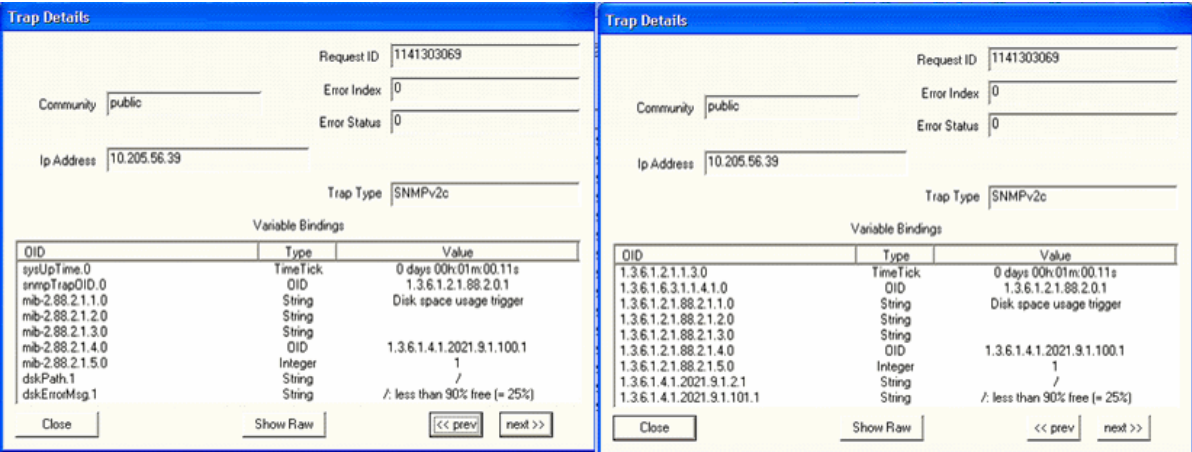 Trap Details
Request ID 1141303069
Community public
Error Index 0
Error Status 0
Ip Address 10.205.56.39
Trap Type SNMPv2c
Variable Bindings
OID Type Value
sysUpTime.0 TimeTick 0 days 00h:01m:00.11s
snmpTrapOID.0 OID 1.3.6.1.2.1.88.2.0.1
mib-2.88.2.1.1.0 String Disk space usage trigger
mib-2.88.2.1.2.0 String
mib-2.88.2.1.3.0 String
mib-2.88.2.1.4.0 OID 1.3.6.1.4.1.2021.9.1.100.1
mib-2.88.2.1.5.0 Integer 1
dskPath.1 String /
dskErrorMsg.1 String /: less than 90% free (= 25%)
Close Show Raw << prev next >>
Trap Details
Request ID 1141303069
Community public
Error Index 0
Error Status 0
Ip Address 10.205.56.39
Trap Type SNMPv2c
Variable Bindings
OID Type Value
1.3.6.1.2.1.1.3.0 TimeTick 0 days 00h:01m:00.11s
1.3.6.1.6.3.1.1.4.1.0 OID 1.3.6.1.2.1.88.2.0.1
1.3.6.1.2.1.88.2.1.1.0 String Disk space usage trigger
1.3.6.1.2.1.88.2.1.2.0 String
1.3.6.1.2.1.88.2.1.3.0 String
1.3.6.1.2.1.88.2.1.4.0 OID 1.3.6.1.4.1.2021.9.1.100.1
1.3.6.1.2.1.88.2.1.5.0 Integer 1
1.3.6.1.4.1.2021.9.1.2.1 String /
1.3.6.1.4.1.2021.9.1.101.1 String /: less than 90% free (= 25%)
Close Show Raw << prev next >>